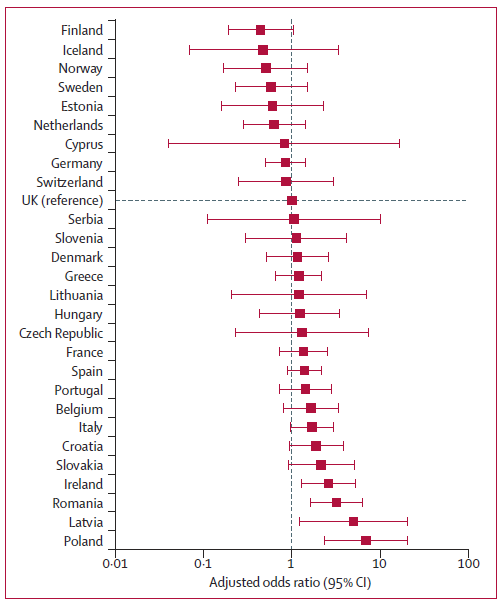 Finland
Iceland
Norway
Sweden
Estonia
Netherlands
Cyprus
Germany
Switzerland
UK (reference)
Serbia
Slovenia
Denmark
Greece
Lithuania
Hungary
Czech Republic
France
Spain
Portugal
Belgium
Italy
Croatia
Slovakia
Ireland
Romania
Latvia
Poland
0·01 0·1 1 10 100
Adjusted odds ratio (95% CI)